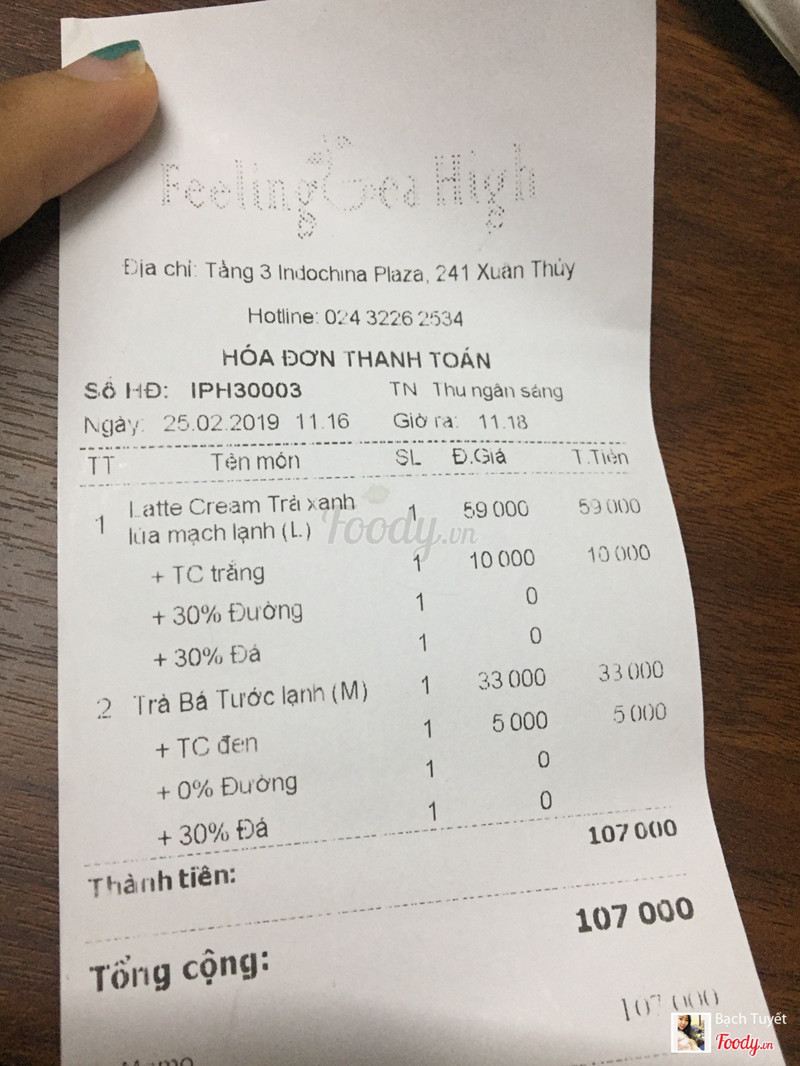 Feeling Tea High
Địa chỉ: Tầng 3 Indochina Plaza, 241 Xuân Thủy
Hotline: 024 3226 2534
HÓA ĐƠN THANH TOÁN
Số HĐ: IPH30003 TN Thu ngân sáng
Ngày: 25.02.2019 11.16 Giờ ra: 11.18
TT Tên món SL Đ.Giá T.Tiền
1 Latte Cream Trà xanh lúa mạch lạnh (L) 1 59 000 59 000
+ TC trắng 1 10 000 10 000
+ 30% Đường 1 0
+ 30% Đá 1 0
2 Trà Bá Tước lạnh (M) 1 33 000 33 000
+ TC đen 1 5 000 5 000
+ 0% Đường 1 0
+ 30% Đá 1 0
Thành tiền: 107 000
Tổng cộng: 107 000
107 000
Foody.vn
Bạch Tuyết
Foody.vn